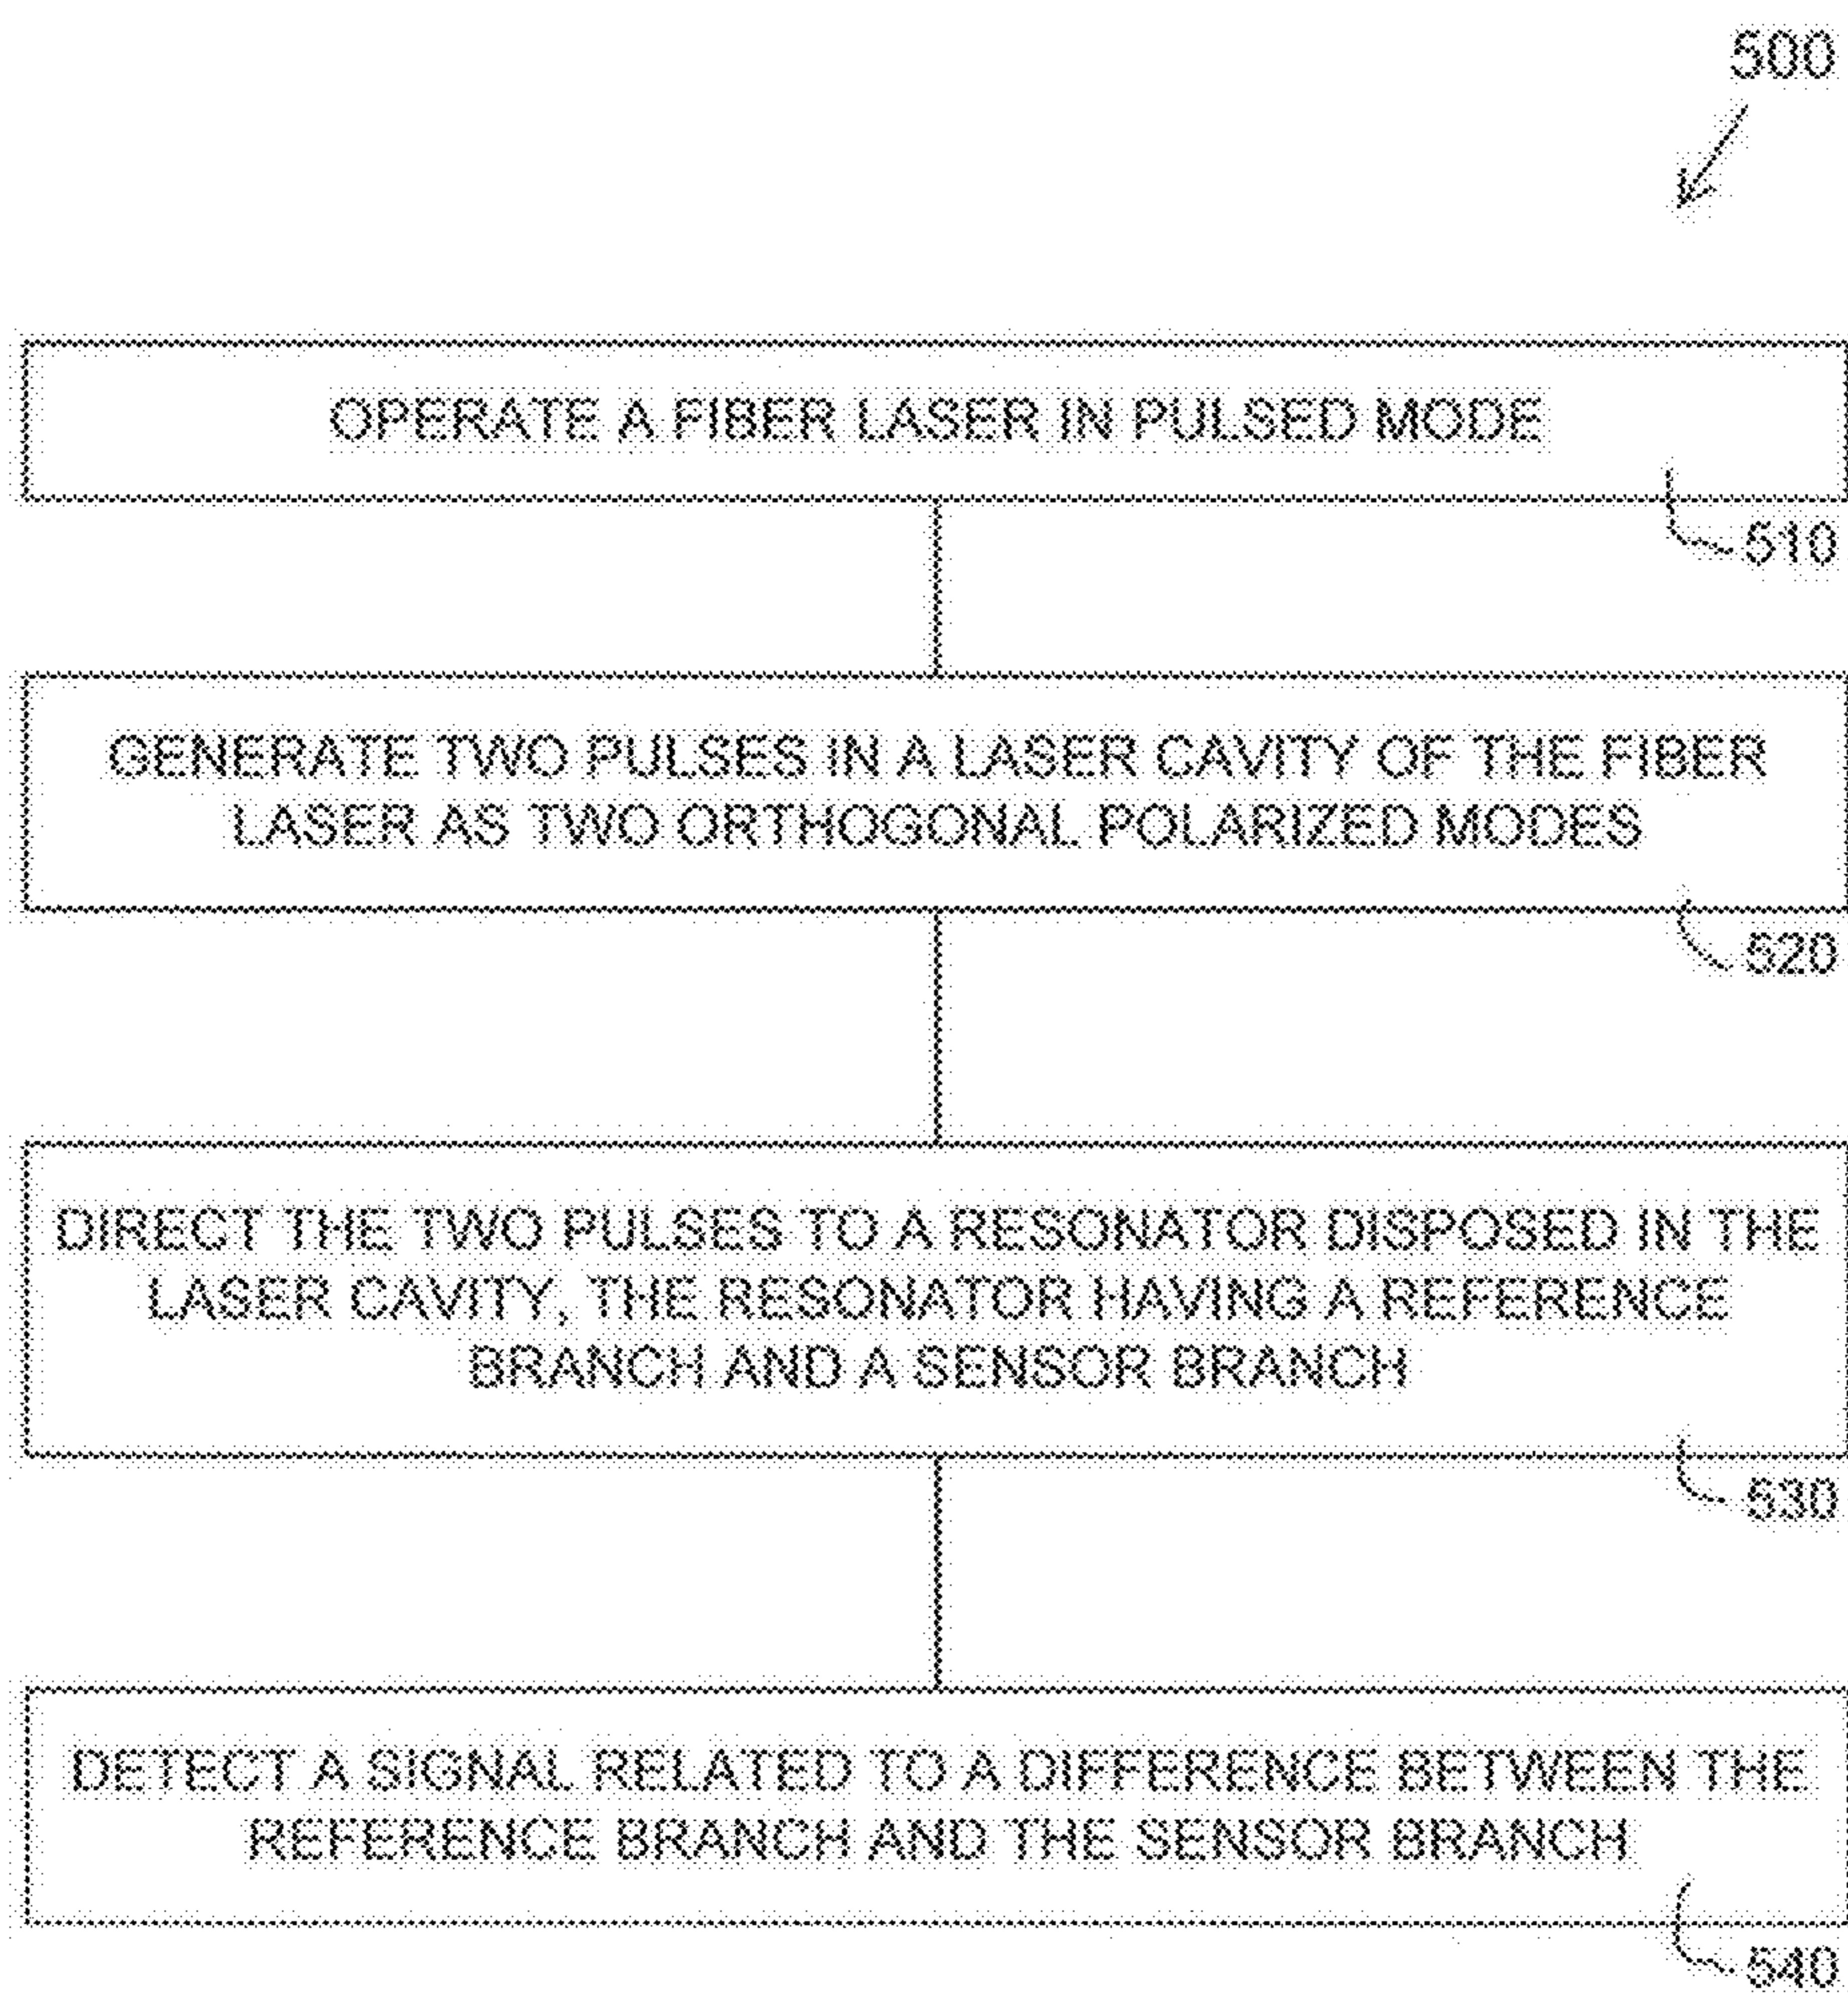 500
OPERATE A FIBER LASER IN PULSED MODE
510
GENERATE TWO PULSES IN A LASER CAVITY OF THE FIBER
LASER AS TWO ORTHOGONAL POLARIZED MODES
520
DIRECT THE TWO PULSES TO A RESONATOR DISPOSED IN THE
LASER CAVITY, THE RESONATOR HAVING A REFERENCE
BRANCH AND A SENSOR BRANCH
530
DETECT A SIGNAL RELATED TO A DIFFERENCE BETWEEN THE
REFERENCE BRANCH AND THE SENSOR BRANCH
540